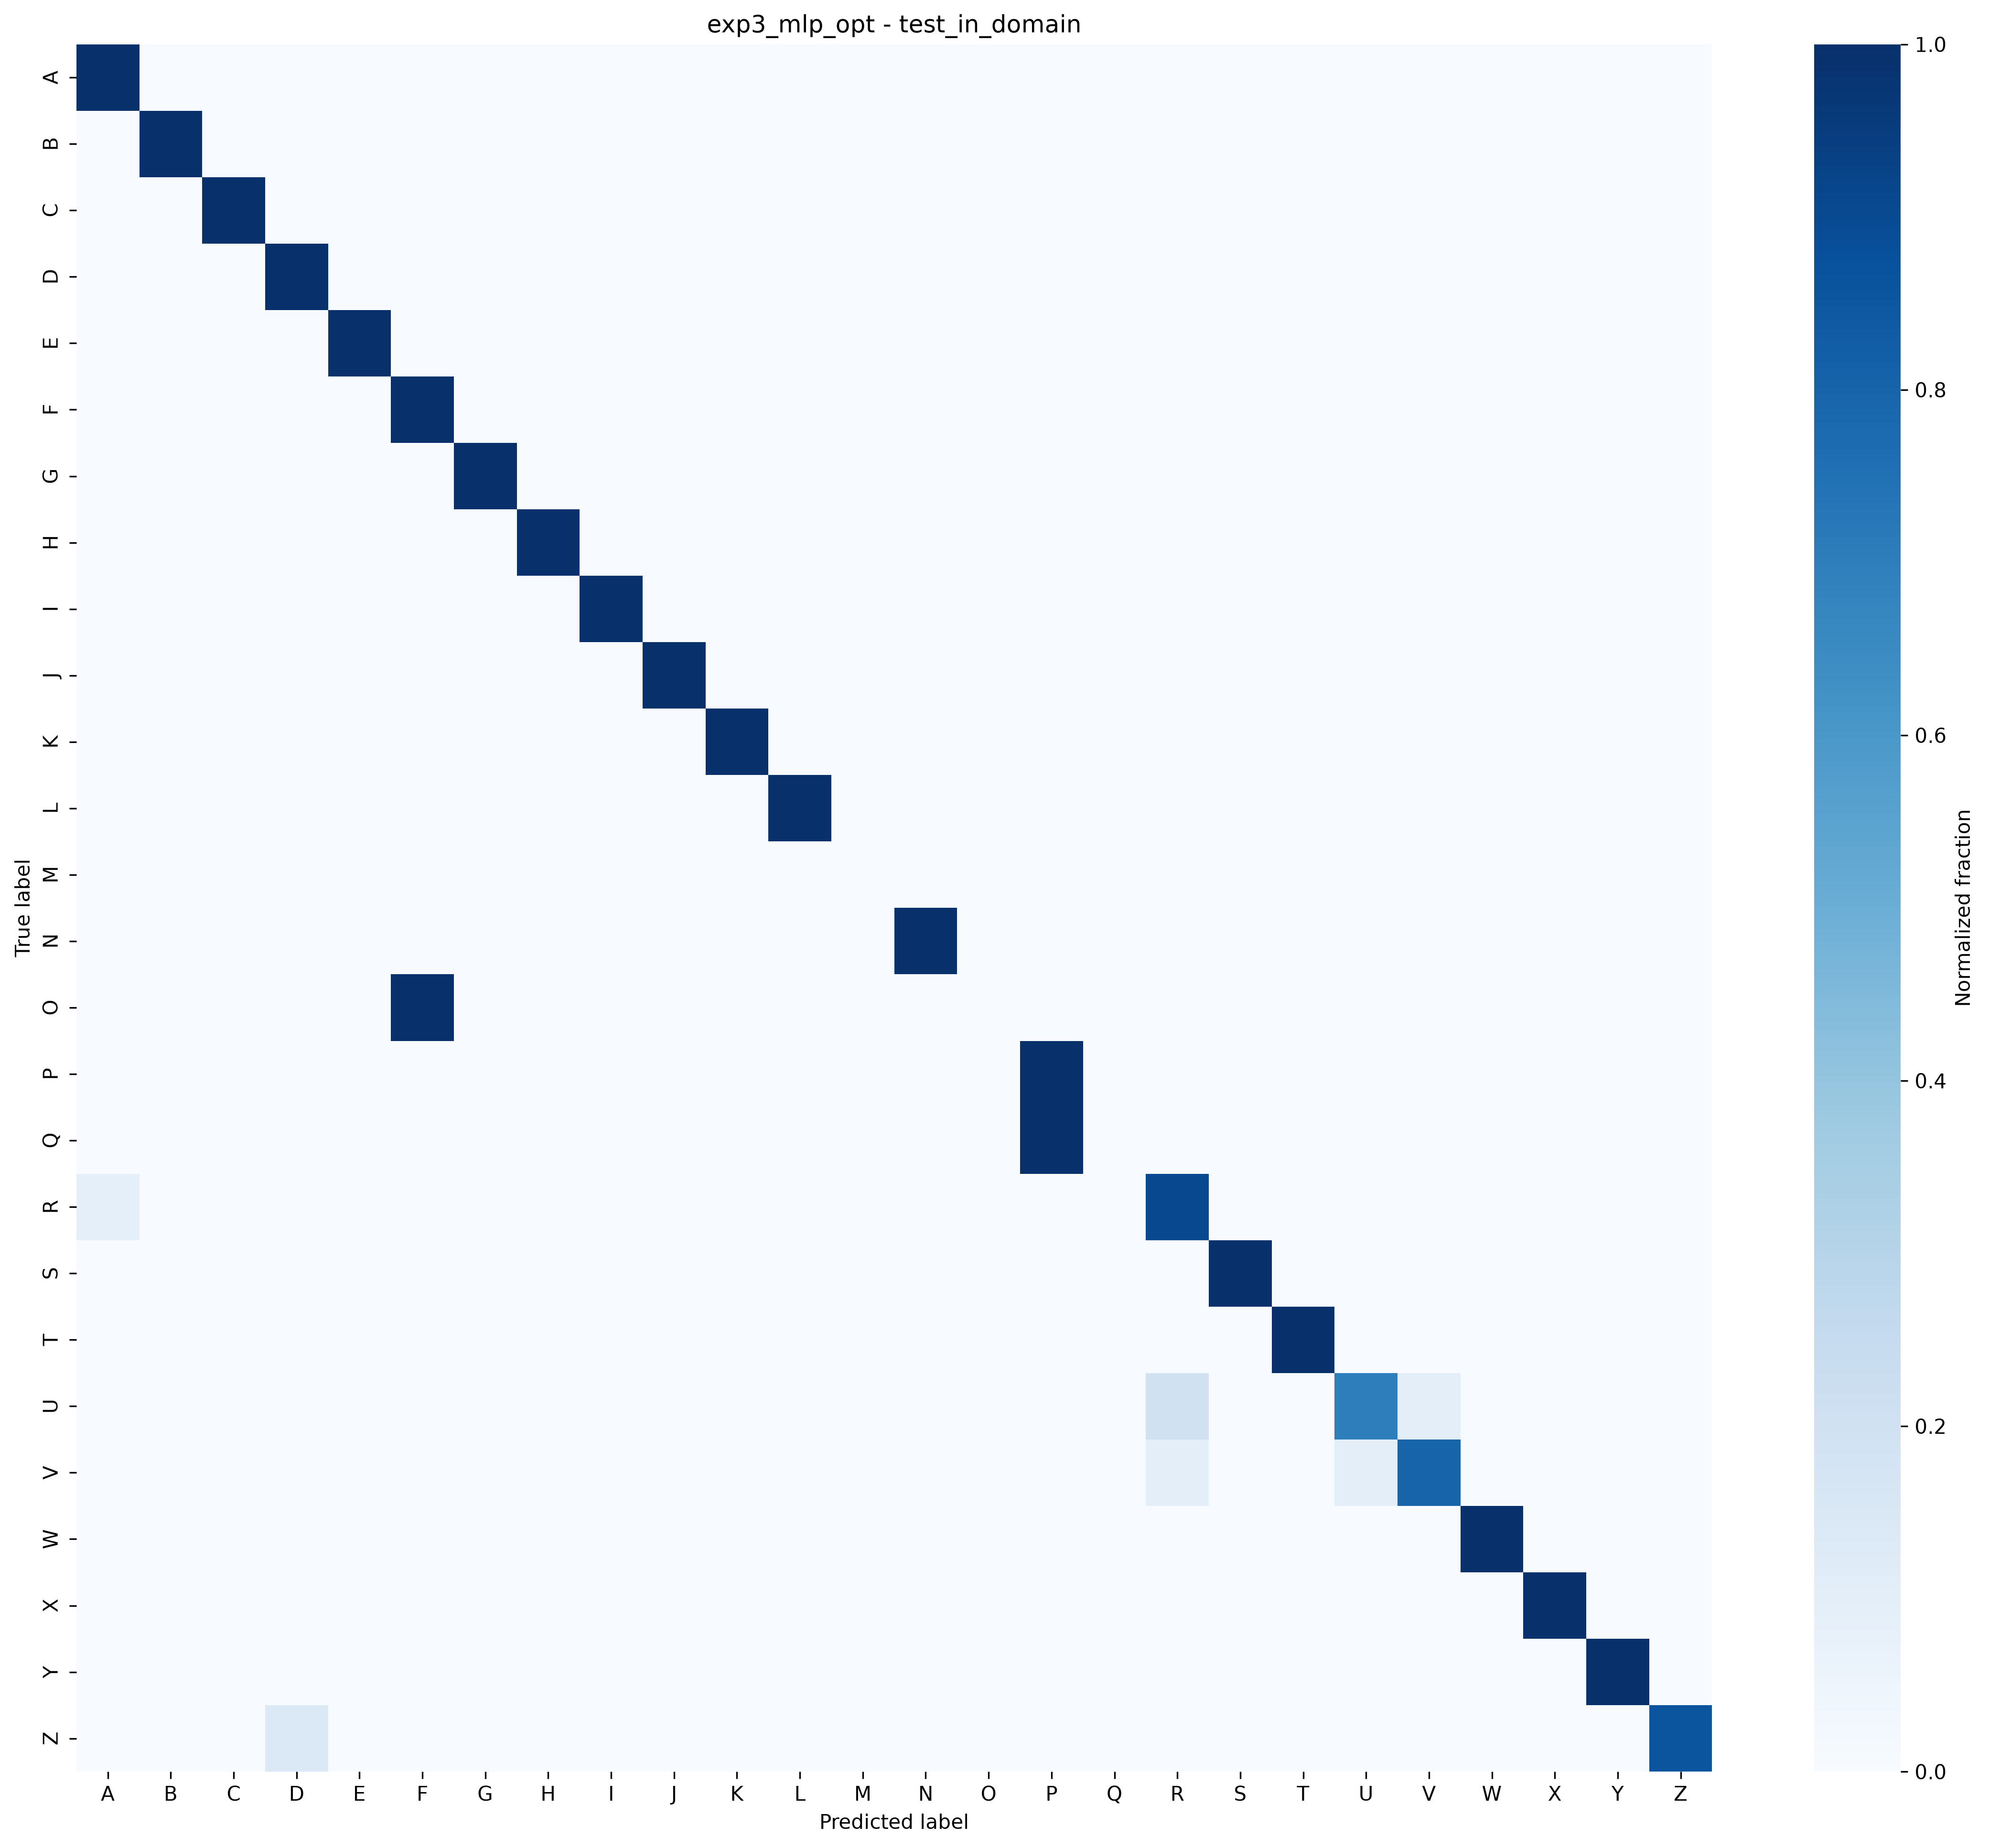 exp3_mlp_opt - test_in_domain
True label
A
B
C
D
E
F
G
H
I
J
K
L
M
N
O
P
Q
R
S
T
U
V
W
X
Y
Z
A B C D E F G H I J K L M N O P Q R S T U V W X Y Z
Predicted label
1.0
0.8
0.6
0.4
0.2
0.0
Normalized fraction